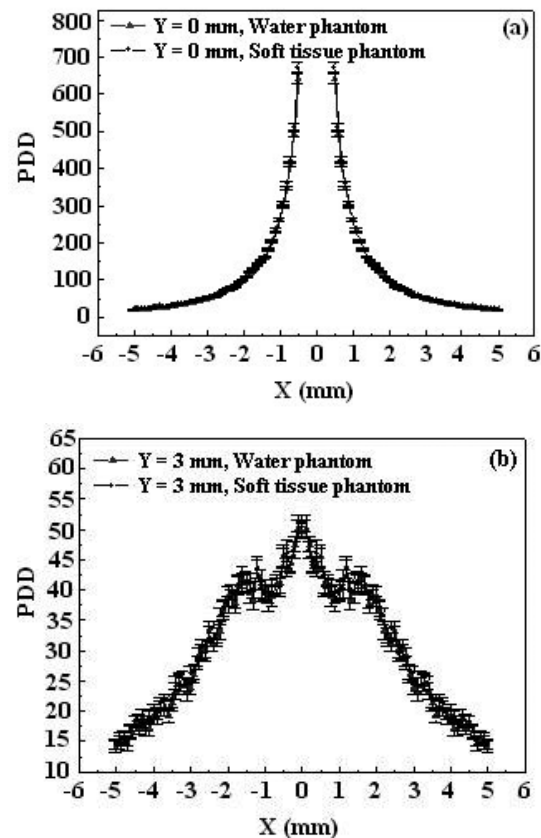 (a)
Y = 0 mm, Water phantom
Y = 0 mm, Soft tissue phantom
800
700
600
500
400
300
200
100
0
PDD
-6 -5 -4 -3 -2 -1 0 1 2 3 4 5 6
X (mm)
(b)
Y = 3 mm, Water phantom
Y = 3 mm, Soft tissue phantom
65
60
55
50
45
40
35
30
25
20
15
10
PDD
-6 -5 -4 -3 -2 -1 0 1 2 3 4 5 6
X (mm)